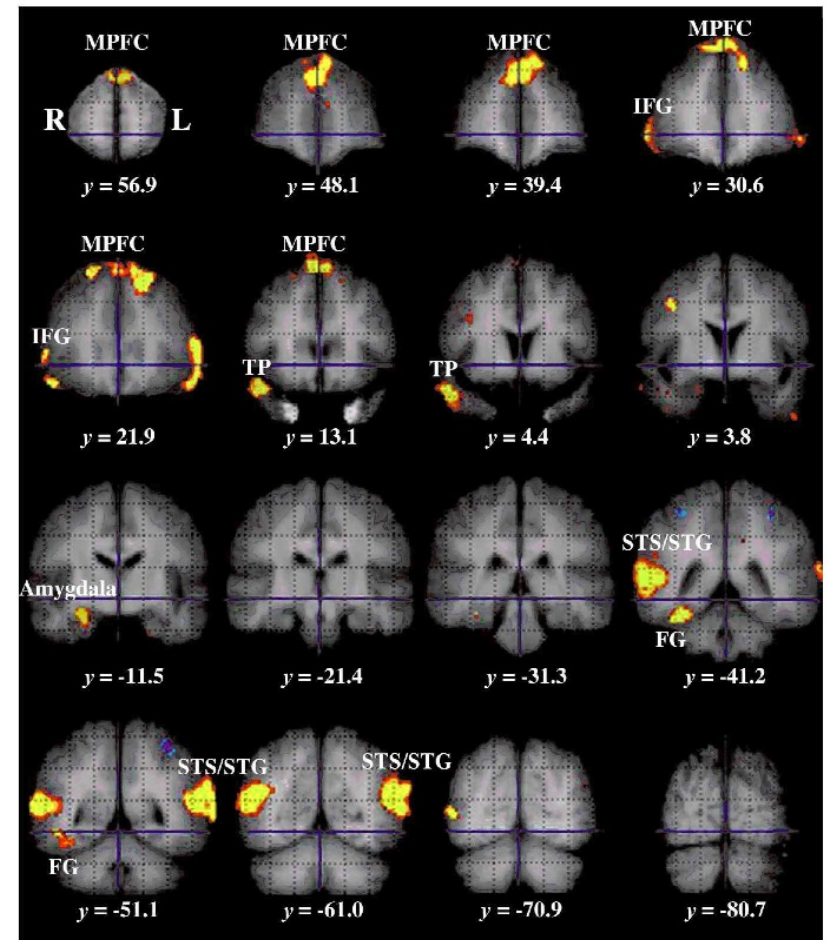 MPFC MPFC MPFC MPFC
R L IFG
y = 56.9 y = 48.1 y = 39.4 y = 30.6
MPFC MPFC
IFG TP TP
y = 21.9 y = 13.1 y = 4.4 y = 3.8
STS/STG
Amygdala
FG
y = -11.5 y = -21.4 y = -31.3 y = -41.2
STS/STG STS/STG
FG
y = -51.1 y = -61.0 y = -70.9 y = -80.7